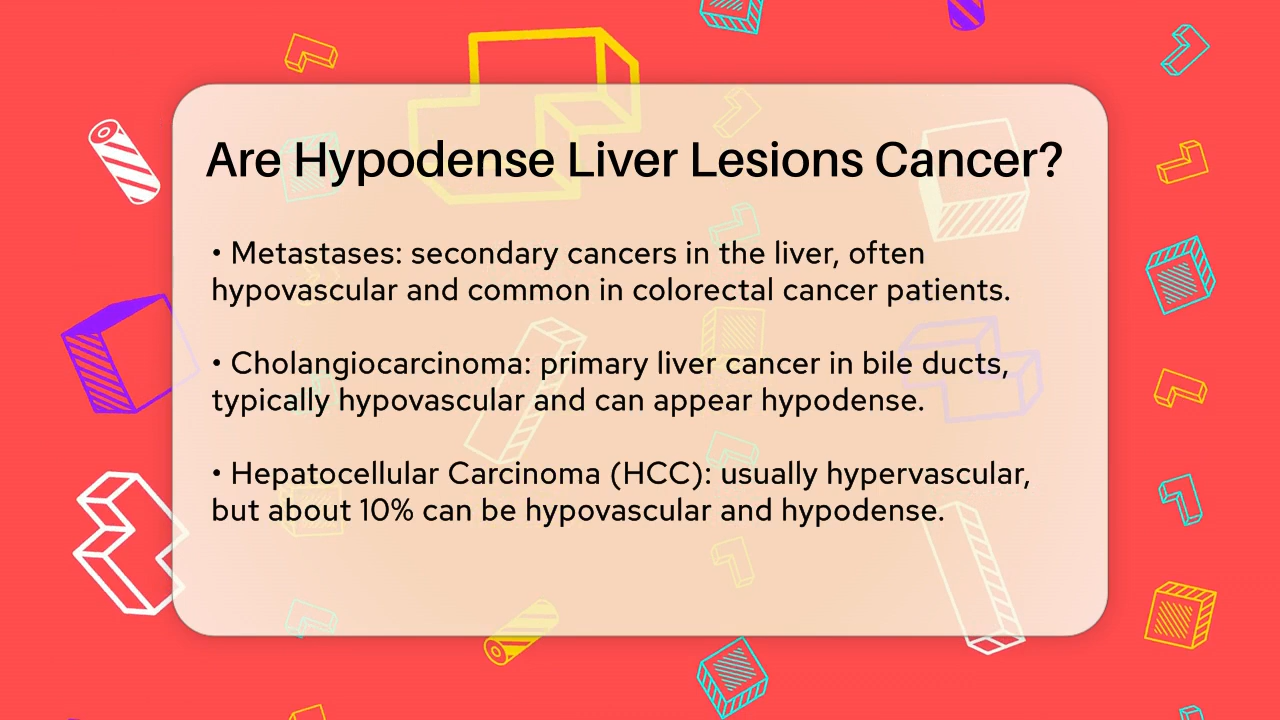 Are Hypodense Liver Lesions Cancer?
• Metastases: secondary cancers in the liver, often
hypovascular and common in colorectal cancer patients.
• Cholangiocarcinoma: primary liver cancer in bile ducts,
typically hypovascular and can appear hypodense.
• Hepatocellular Carcinoma (HCC): usually hypervascular,
but about 10% can be hypovascular and hypodense.